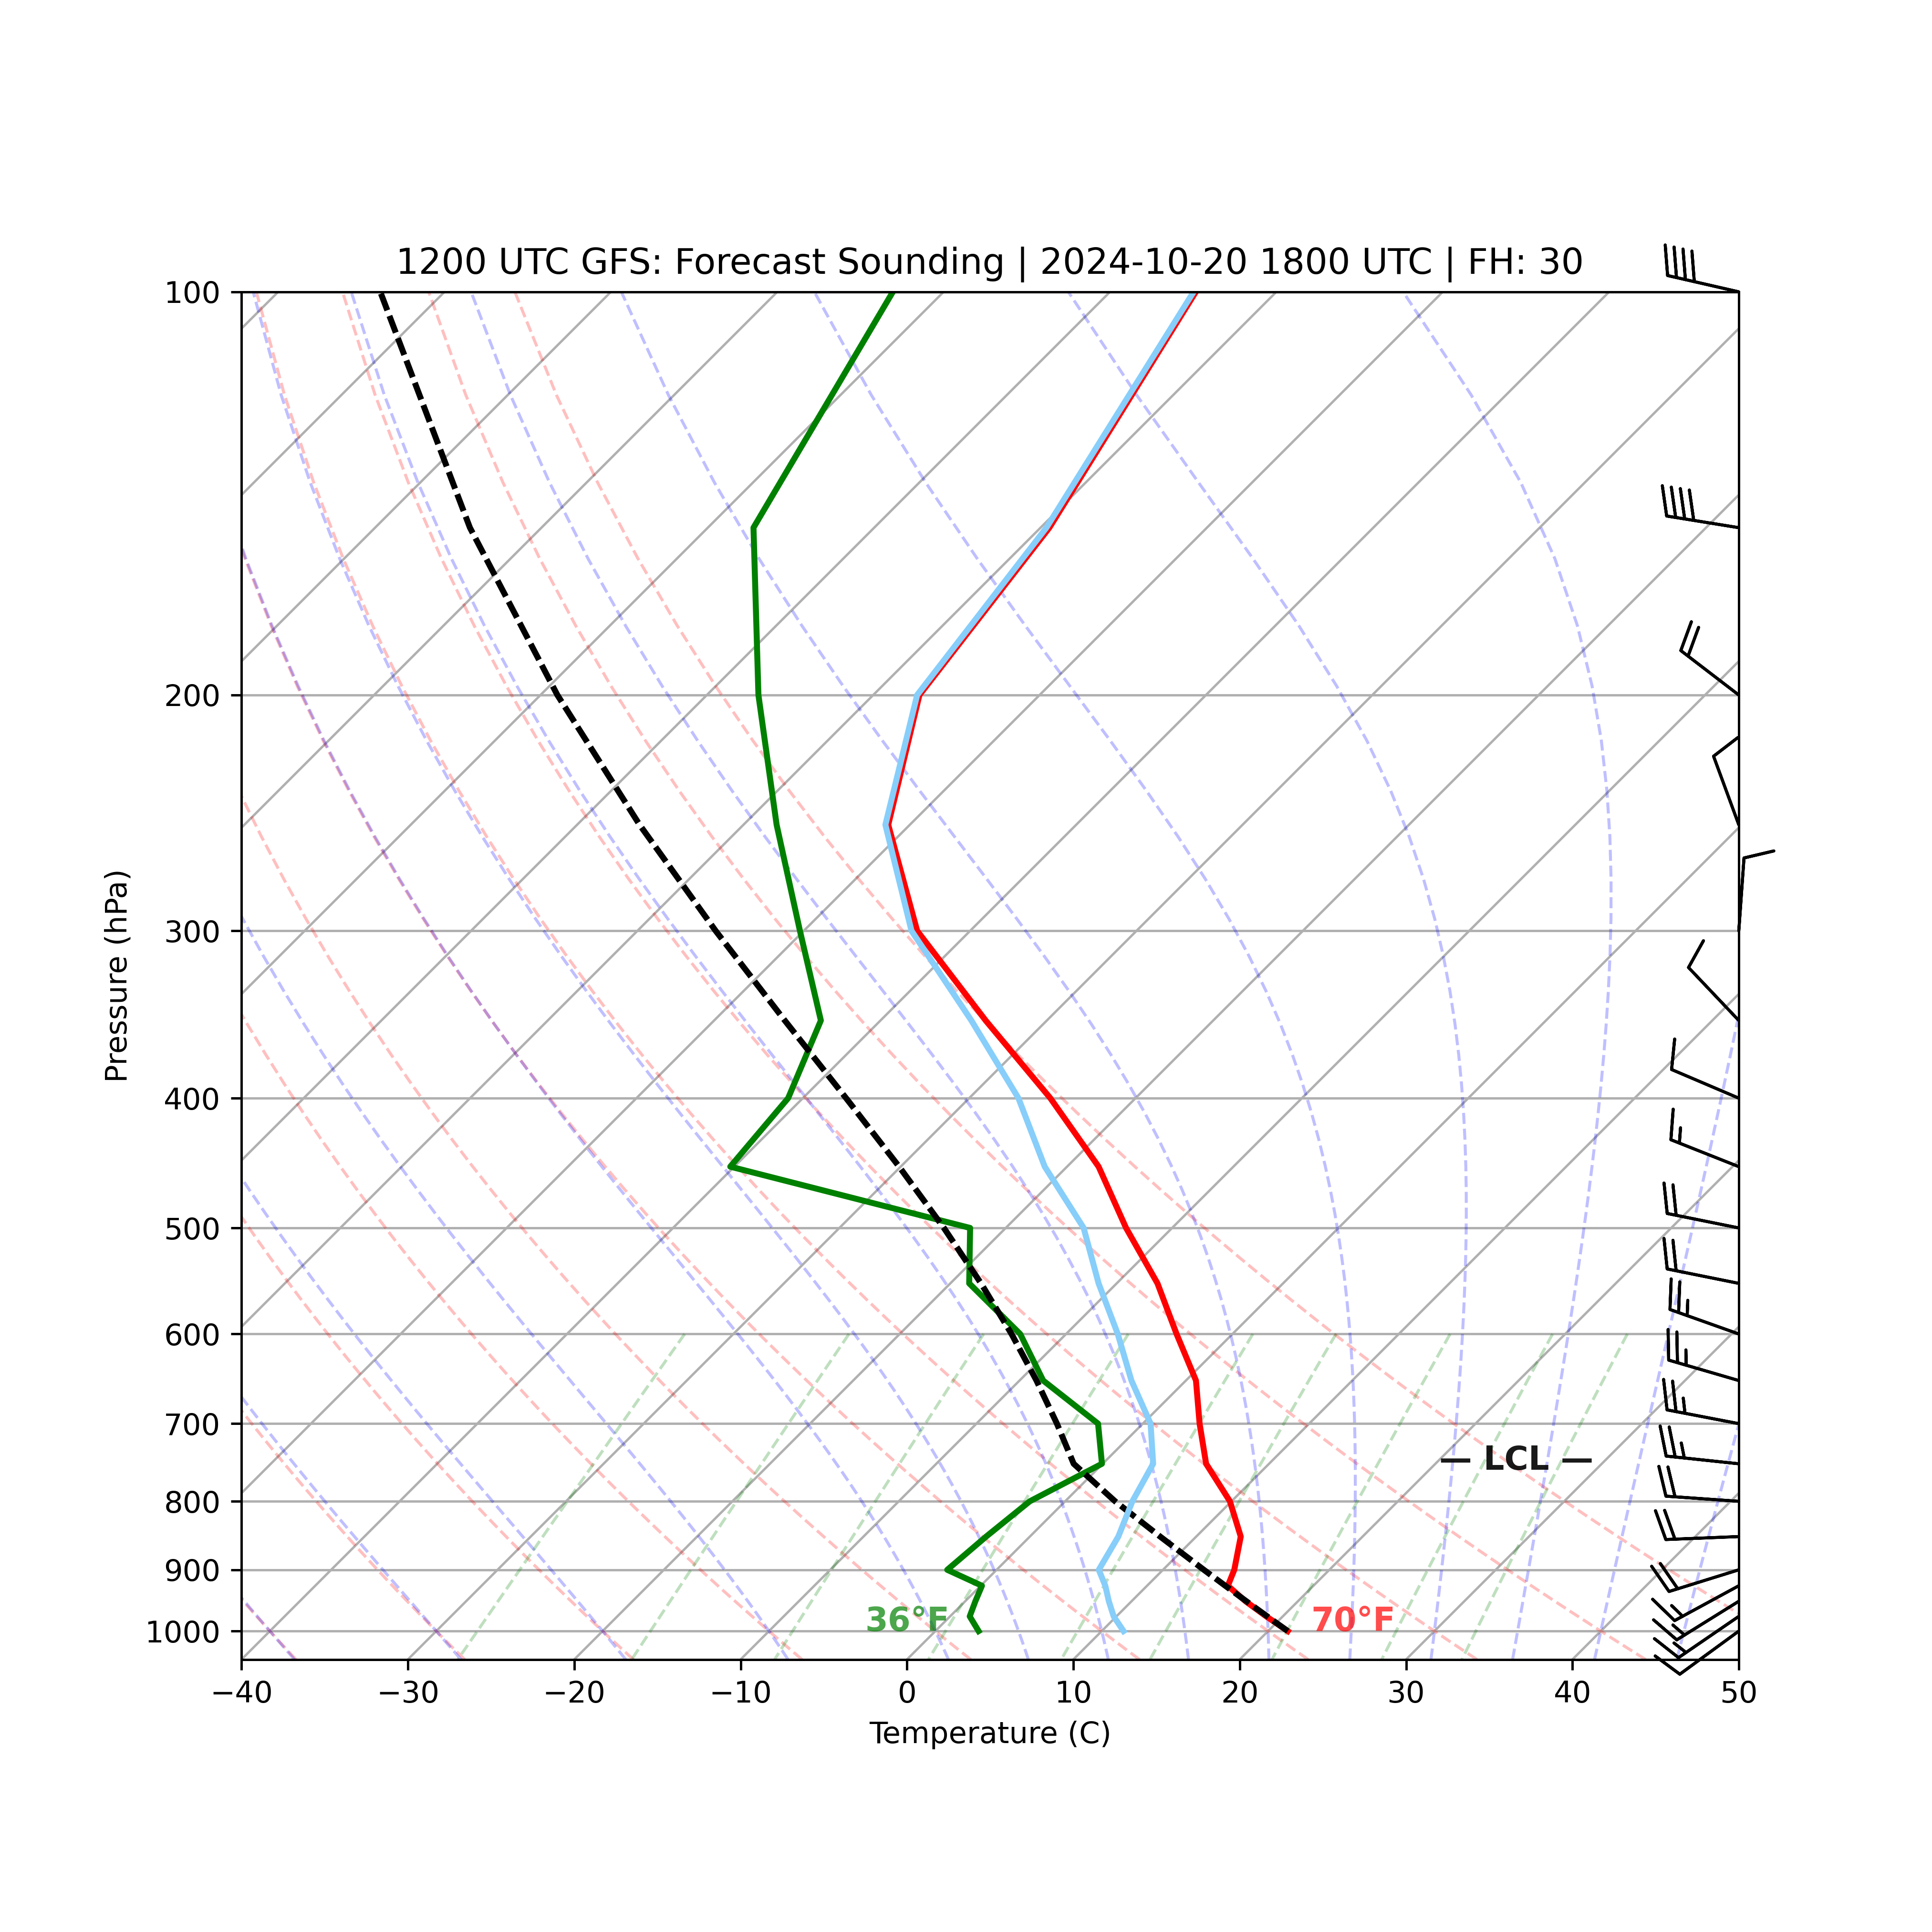 1200 UTC GFS: Forecast Sounding | 2024-10-20 1800 UTC | FH: 30
100
200
300
400
500
600
700
800
900
1000
Pressure (hPa)
— LCL —
36°F
70°F
−40 −30 −20 −10 0 10 20 30 40 50
Temperature (C)